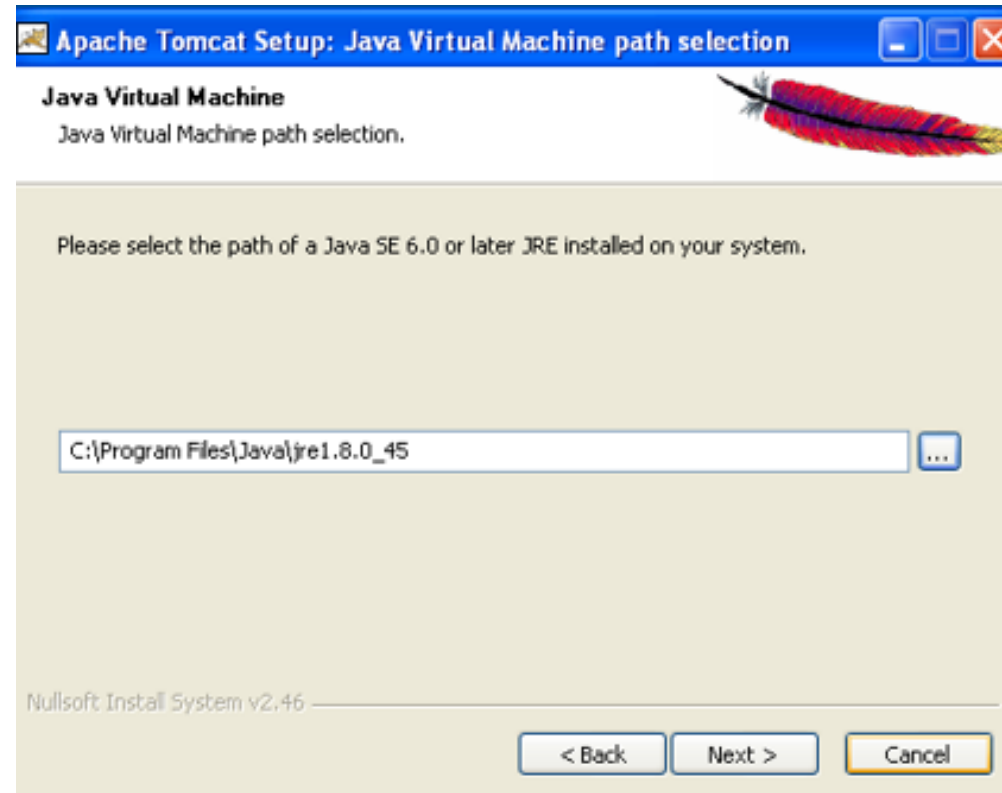 Apache Tomcat Setup: Java Virtual Machine path selection
Java Virtual Machine
Java Virtual Machine path selection.
Please select the path of a Java SE 6.0 or later JRE installed on your system.
C:\Program Files\Java\jre1.8.0_45
...
Nullsoft Install System v2.46
< Back
Next >
Cancel